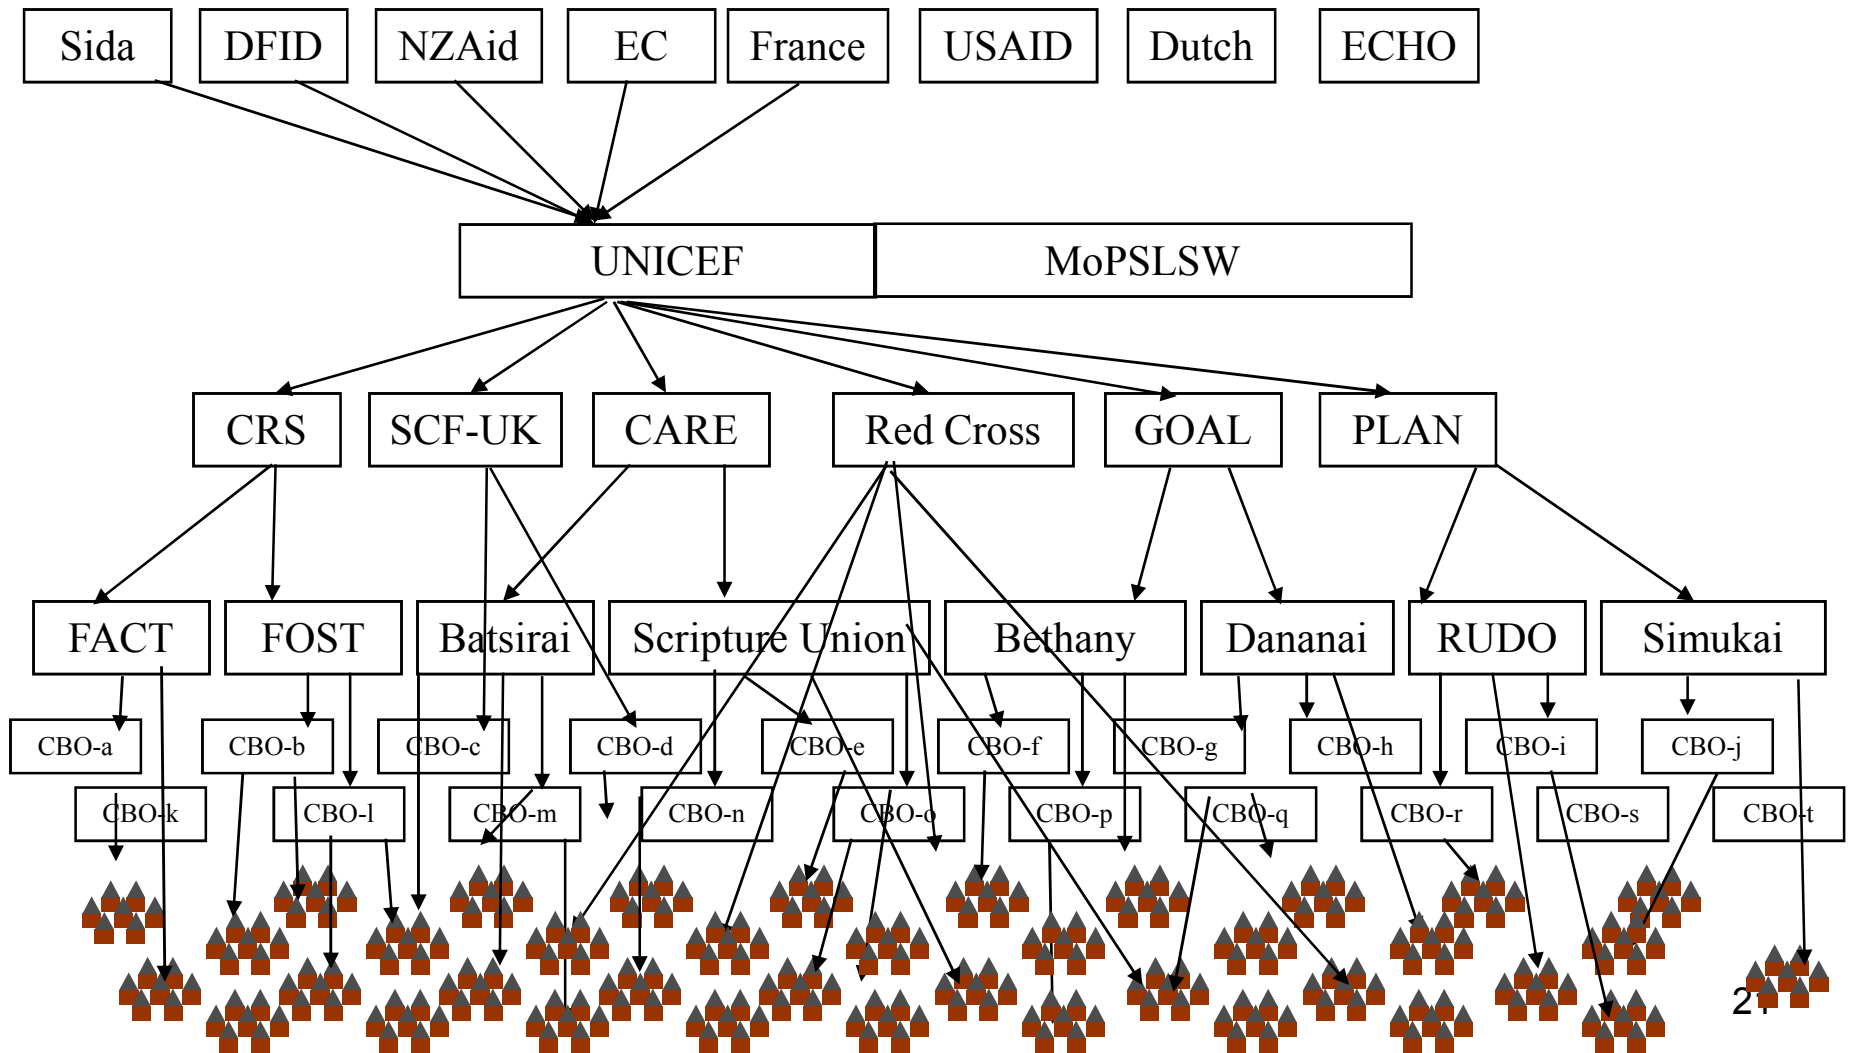 Sida DFID NZAid EC France USAID Dutch ECHO
UNICEF MoPSLSW
CRS SCF-UK CARE Red Cross GOAL PLAN
FACT FOST Batsirai Scripture Union Bethany Dananai RUDO Simukai
CBO-a CBO-b CBO-c CBO-d CBO-e CBO-f CBO-g CBO-h CBO-i CBO-j
CBO-k CBO-l CBO-m CBO-n CBO-o CBO-p CBO-q CBO-r CBO-s CBO-t